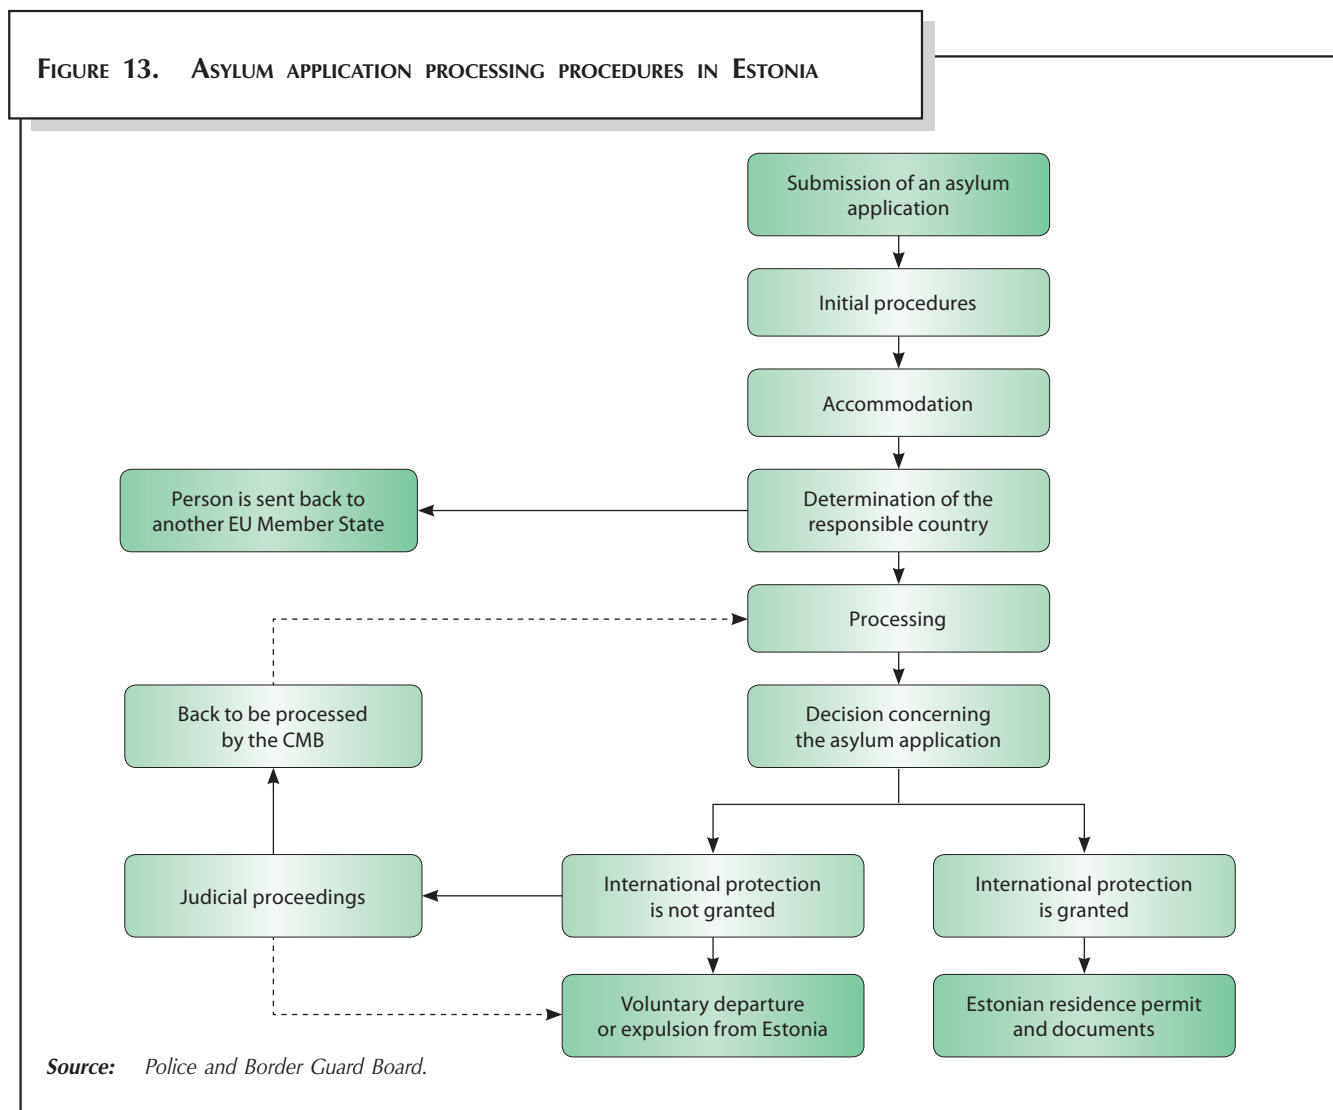 FIGURE 13. ASYLUM APPLICATION PROCESSING PROCEDURES IN ESTONIA
Submission of an asylum
application
Initial procedures
Accommodation
Person is sent back to
another EU Member State
Determination of the
responsible country
Processing
Back to be processed
by the CMB
Decision concerning
the asylum application
Judicial proceedings
International protection
is not granted
International protection
is granted
Voluntary departure
or expulsion from Estonia
Estonian residence permit
and documents
Source: Police and Border Guard Board.